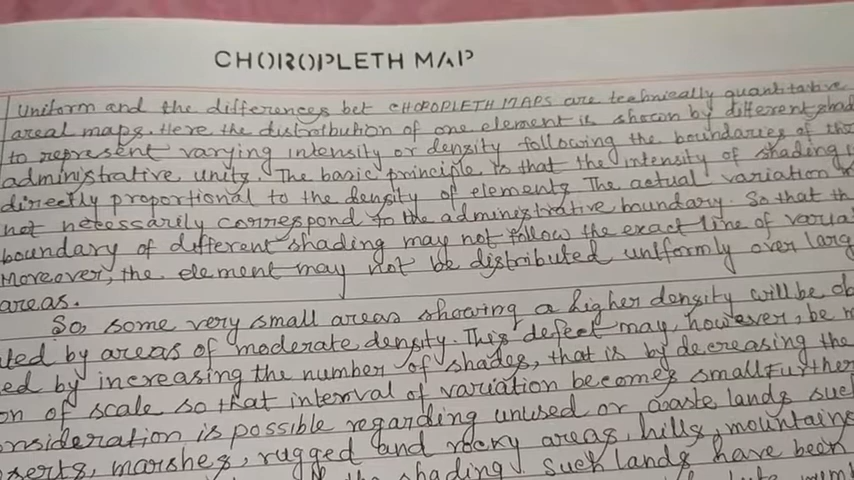 CHOROPLETH MAP
Uniform and the differences bet CHOROPLETH MAPS are technically quantitative
areal maps. Here the distribution of one element is shown by different shad
to represent varying intensity or density following the boundaries of the
administrative units. The basic principle is that the intensity of shading
directly proportional to the density of elements The actual variation
not netessarily correspond to the administrative boundary. So that th
boundary of different shading may not follow the exact line of varia
Moreover, the element may not be distributed uniformly over larg
areas.
So, some very small areas showing a higher density will be ob
ated by areas of moderate density. This defect may, however, be
ed by increasing the number of shades, that is by decreasing the
on of scale so that interval of variation becomes small Further
onsideration is possible regarding unused or waste lands such
serts, marshes, rugged and rocky areas, hills, mountains
the shading. Such lands have been